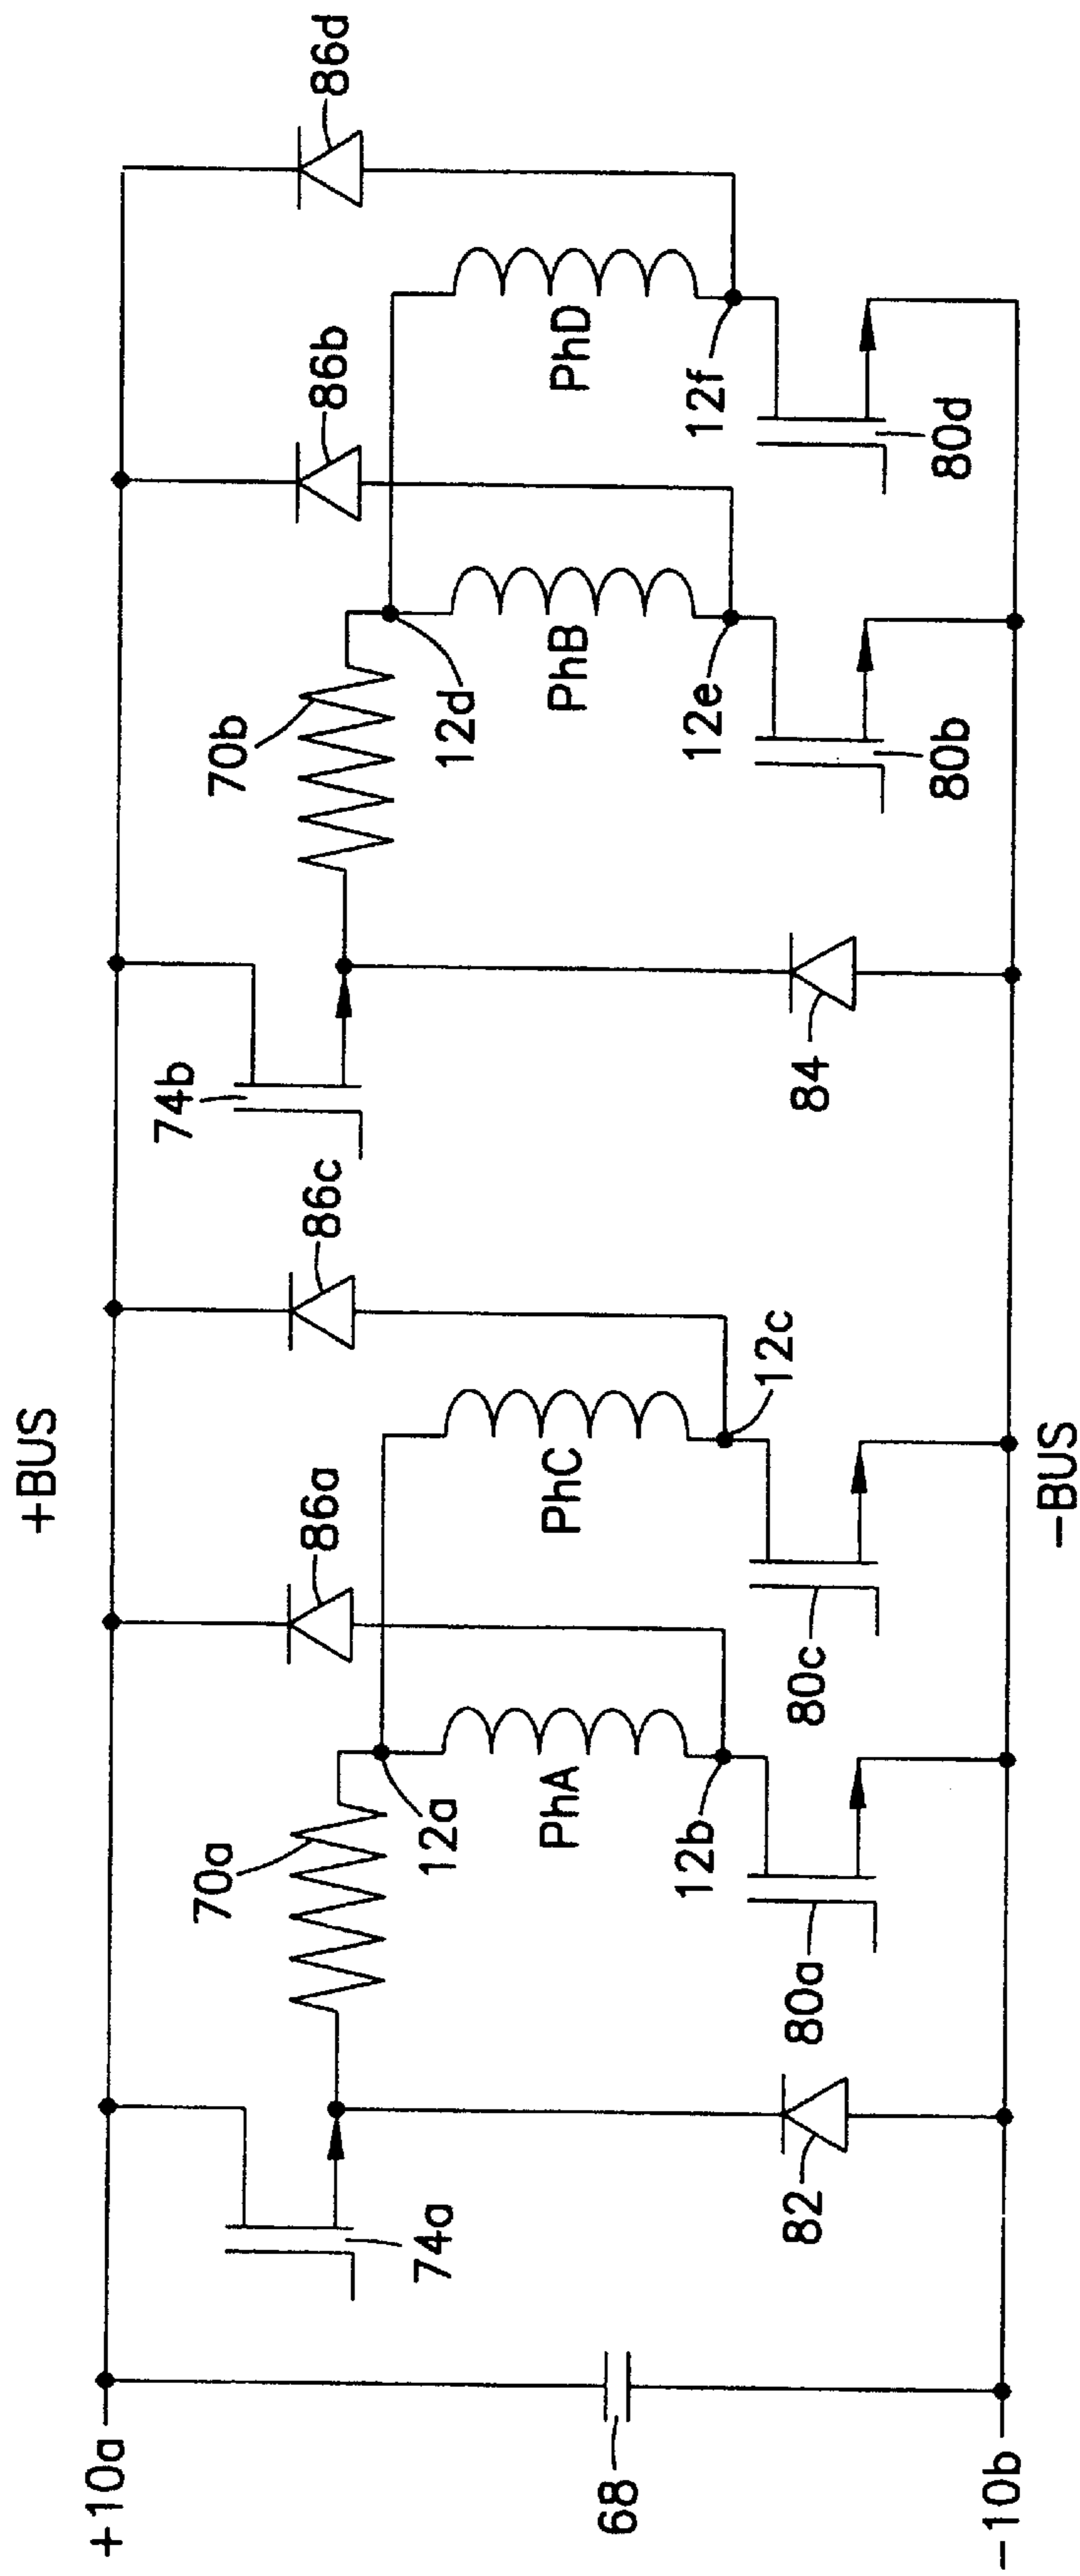 +BUS
86a
86c
86b
86d
70a
74b
70b
+10a
74a
12a
12d
PhA
PhC
PhB
PhD
68
12b
12c
12e
12f
82
80a
80c
84
80b
80d
−10b
−BUS